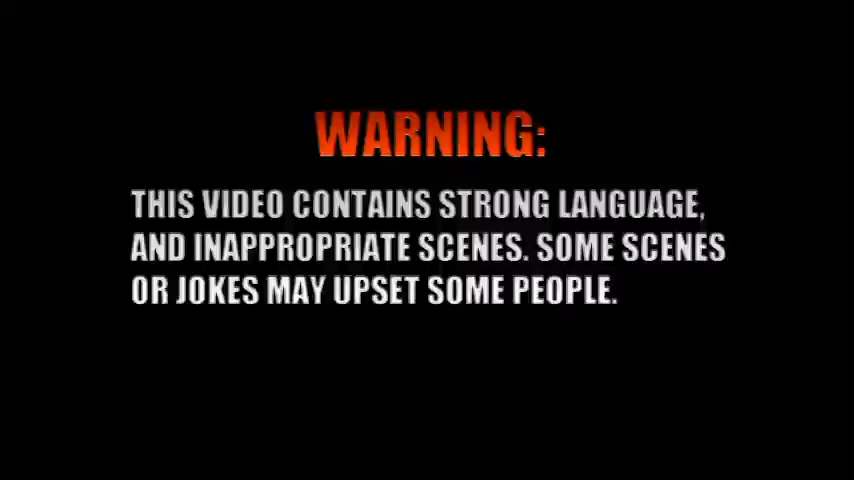 WARNING:
THIS VIDEO CONTAINS STRONG LANGUAGE,
AND INAPPROPRIATE SCENES. SOME SCENES
OR JOKES MAY UPSET SOME PEOPLE.